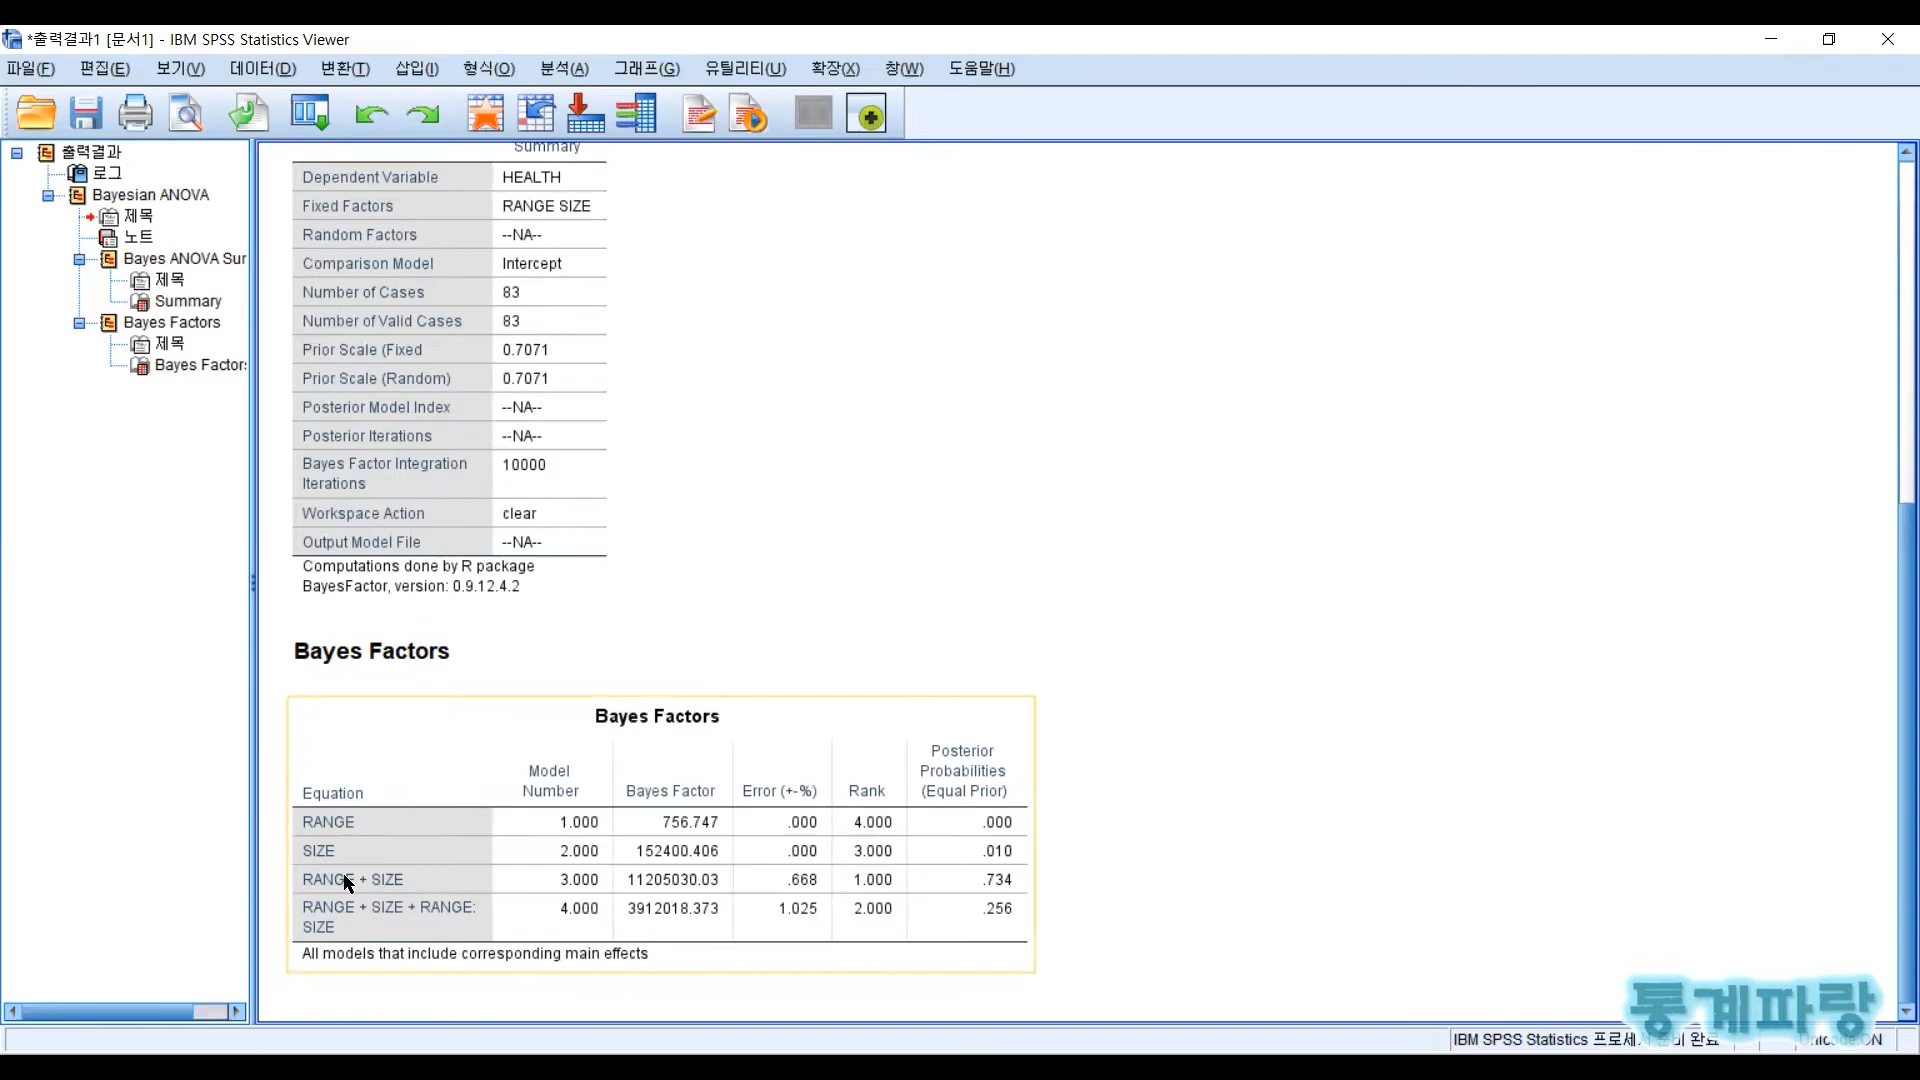 *출력결과1 [문서1] - IBM SPSS Statistics Viewer
파일(F) 편집(E) 보기(V) 데이터(D) 변환(T) 삽입(I) 형식(O) 분석(A) 그래프(G) 유틸리티(U) 확장(X) 창(W) 도움말(H)
출력결과
로그
Bayesian ANOVA
제목
노트
Bayes ANOVA Sur
제목
Summary
Bayes Factors
제목
Bayes Factor
Summary
Dependent Variable HEALTH
Fixed Factors RANGE SIZE
Random Factors --NA--
Comparison Model Intercept
Number of Cases 83
Number of Valid Cases 83
Prior Scale (Fixed 0.7071
Prior Scale (Random) 0.7071
Posterior Model Index --NA--
Posterior Iterations --NA--
Bayes Factor Integration 10000
Iterations
Workspace Action clear
Output Model File --NA--
Computations done by R package
BayesFactor, version: 0.9.12.4.2
Bayes Factors
Bayes Factors
Equation Model Number Bayes Factor Error (+-%) Rank Posterior Probabilities (Equal Prior)
RANGE 1.000 756.747 .000 4.000 .000
SIZE 2.000 152400.406 .000 3.000 .010
RANGE + SIZE 3.000 11205030.03 .668 1.000 .734
RANGE + SIZE + RANGE: 4.000 3912018.373 1.025 2.000 .256
SIZE
All models that include corresponding main effects
통계파랑
IBM SPSS Statistics 프로세 비 완료 Unicode:ON